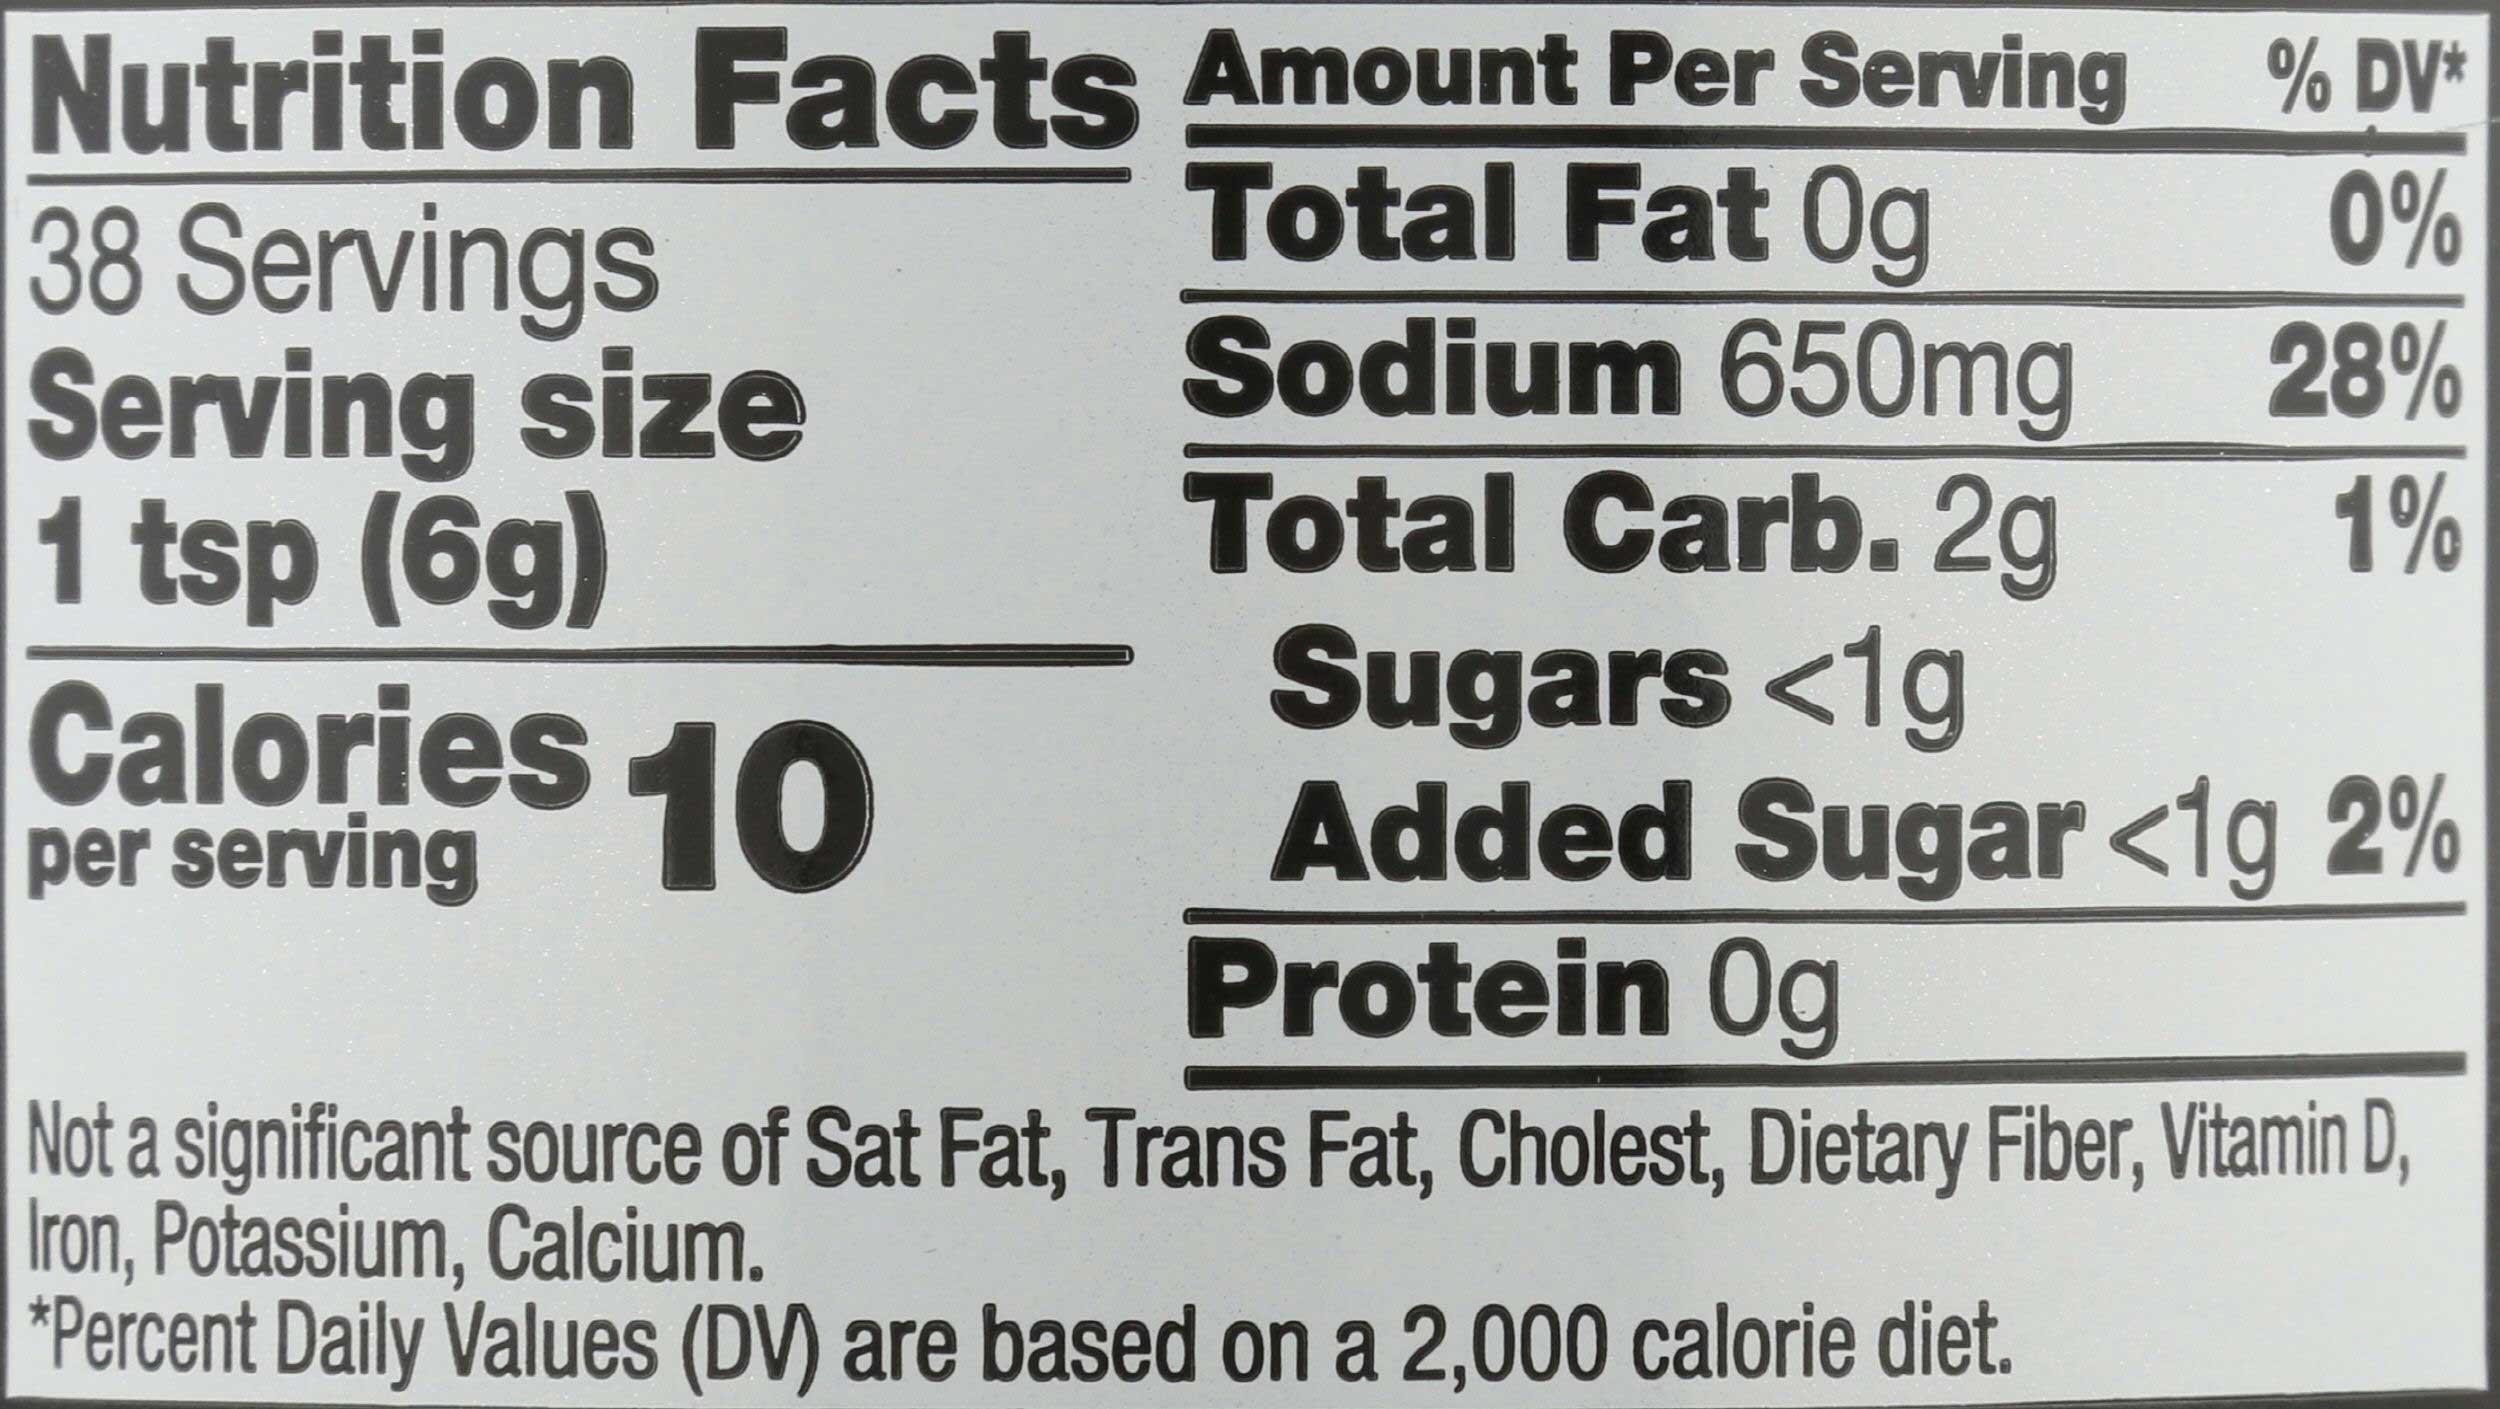 Nutrition Facts
38 Servings
Serving size
1 tsp (6g)
Calories 10
per serving
Amount Per Serving % DV*
Total Fat 0g 0%
Sodium 650mg 28%
Total Carb. 2g 1%
Sugars <1g
Added Sugar <1g 2%
Protein 0g
Not a significant source of Sat Fat, Trans Fat, Cholest, Dietary Fiber, Vitamin D,
Iron, Potassium, Calcium.
*Percent Daily Values (DV) are based on a 2,000 calorie diet.